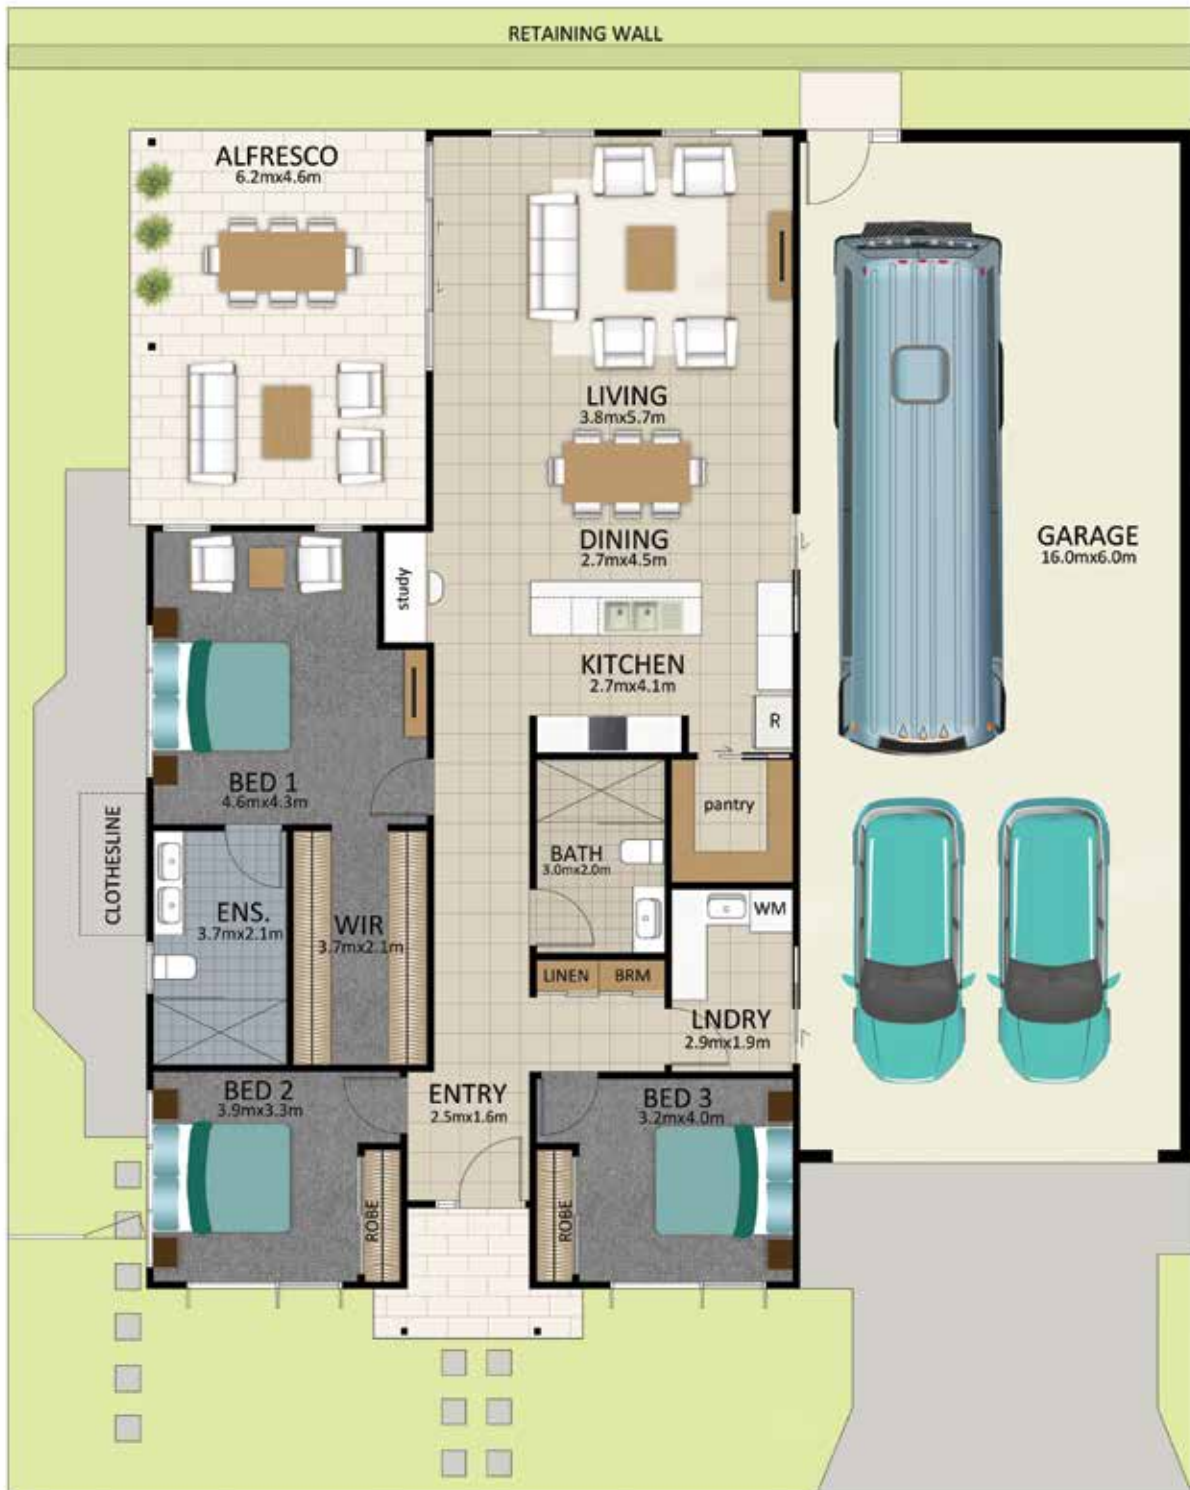 RETAINING WALL
ALFRESCO
6.2mx4.6m
LIVING
3.8mx5.7m
DINING
2.7mx4.5m
GARAGE
16.0mx6.0m
study
KITCHEN
2.7mx4.1m
R
BED 1
4.6mx4.3m
pantry
CLOTHESLINE
BATH
3.0mx2.0m
ENS.
3.7mx2.1m
WIR
3.7mx2.1m
WM
LINEN
BRM
LNDRY
2.9mx1.9m
BED 2
3.9mx3.3m
ENTRY
2.5mx1.6m
BED 3
3.2mx4.0m
ROBE
ROBE